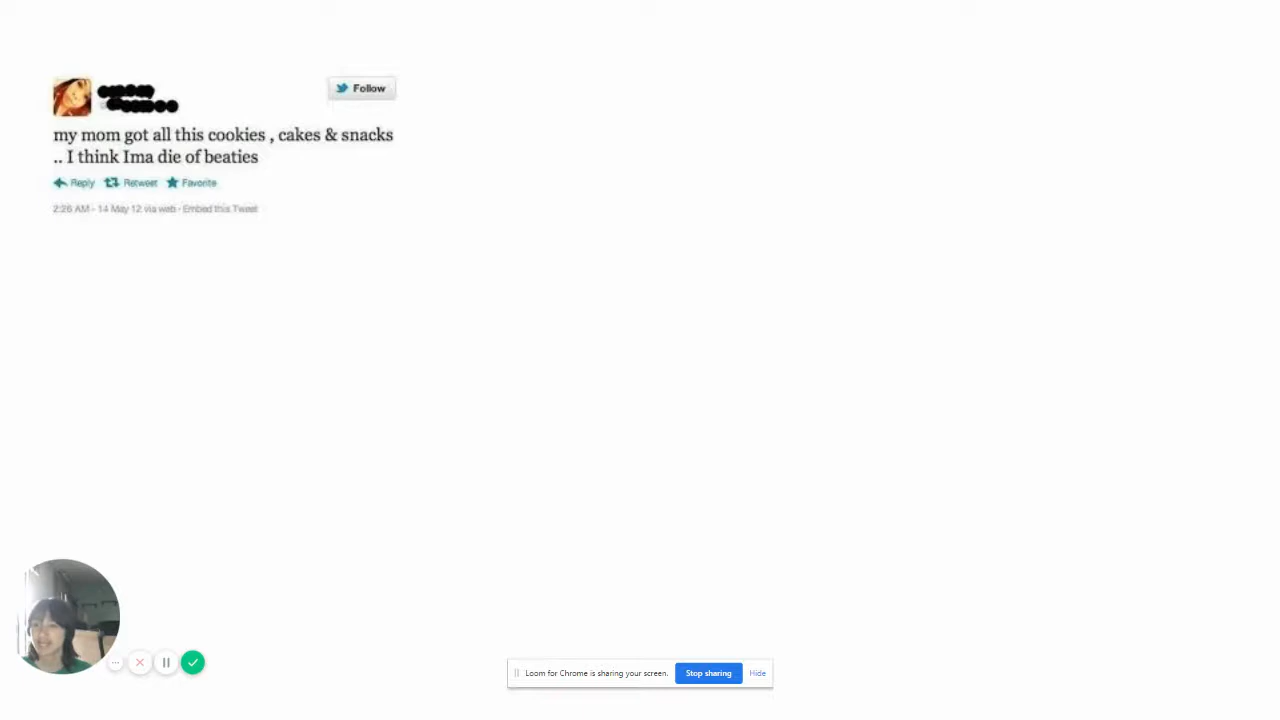 Follow
my mom got all this cookies , cakes & snacks
.. I think Ima die of beaties
Reply Retweet Favorite
2:26 AM - 14 May 12 via web · Embed this Tweet
Loom for Chrome is sharing your screen. Stop sharing Hide